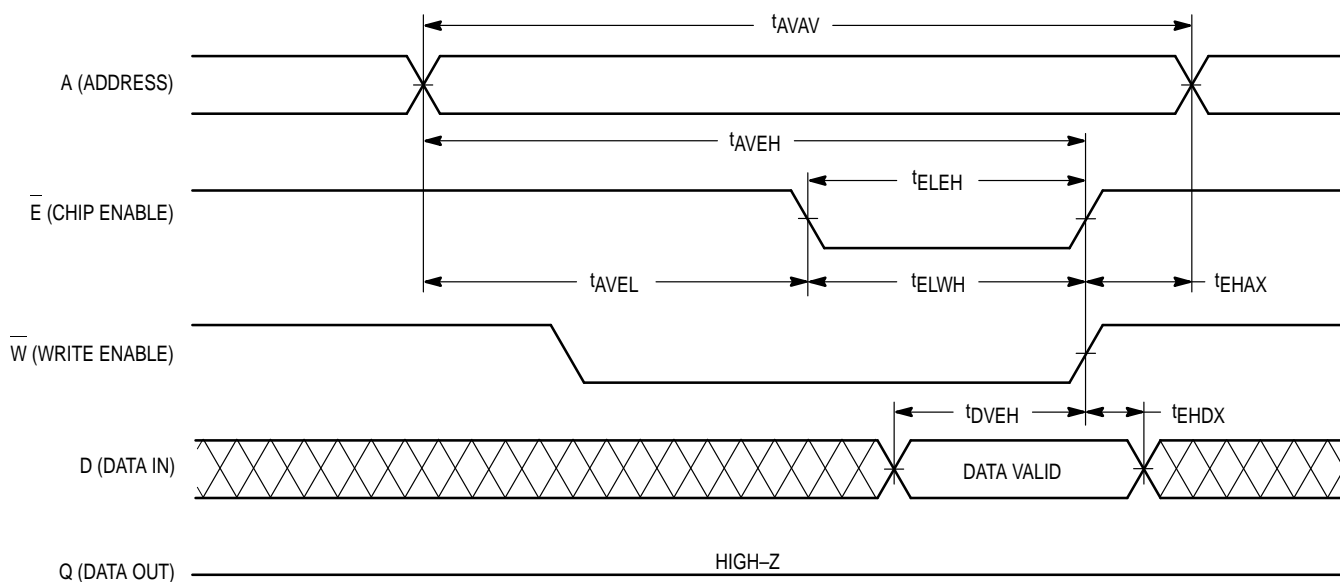 tAVAV
A (ADDRESS)
tAVEH
tELEH
E (CHIP ENABLE)
tAVEL tELWH tEHAX
W (WRITE ENABLE)
tDVEH tEHDX
D (DATA IN) DATA VALID
HIGH–Z
Q (DATA OUT)